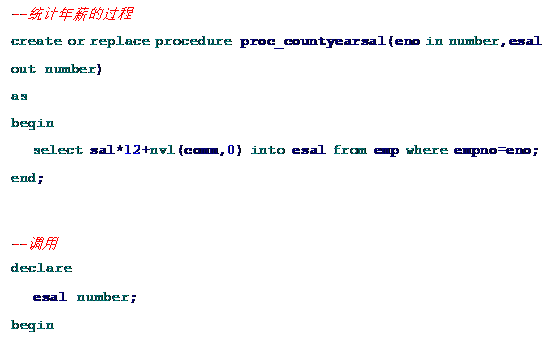 --统计年薪的过程
create or replace procedure proc_countyearsal(eno in number,esal
out number)
as
begin
select sal*12+nvl(comm,0) into esal from emp where empno=eno;
end;
--调用
declare
esal number;
begin